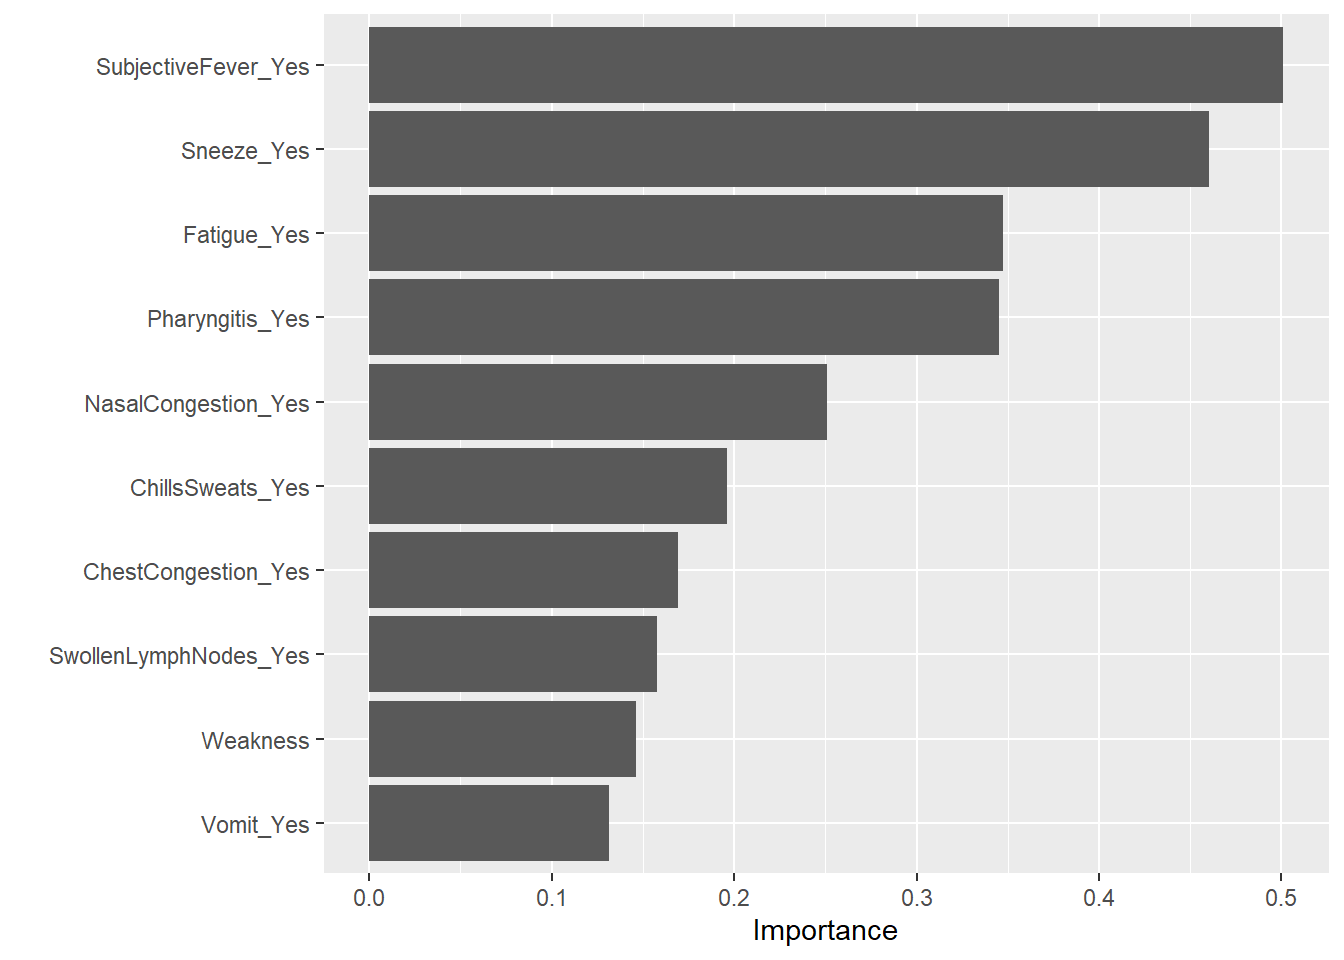 SubjectiveFever_Yes
Sneeze_Yes
Fatigue_Yes
Pharyngitis_Yes
NasalCongestion_Yes
ChillsSweats_Yes
ChestCongestion_Yes
SwollenLymphNodes_Yes
Weakness
Vomit_Yes
0.0 0.1 0.2 0.3 0.4 0.5
Importance